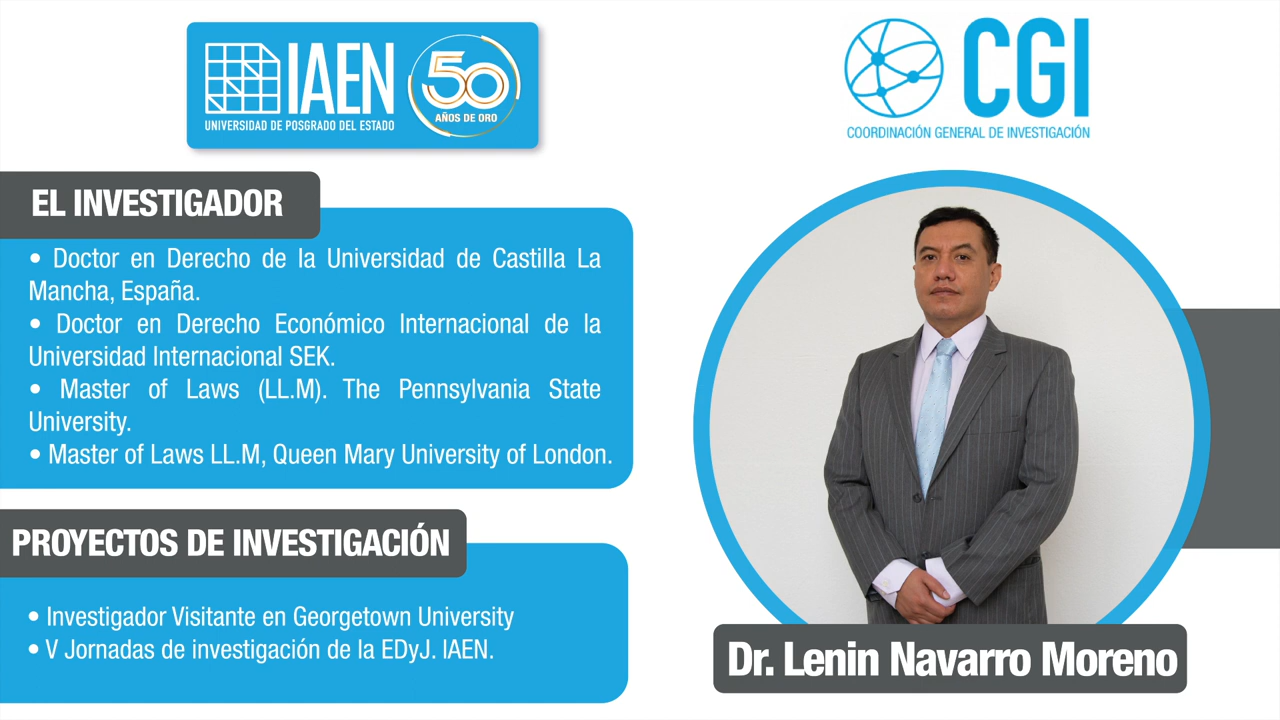 IAEN
UNIVERSIDAD DE POSGRADO DEL ESTADO
50
AÑOS DE ORO
CGI
COORDINACIÓN GENERAL DE INVESTIGACIÓN
EL INVESTIGADOR
• Doctor en Derecho de la Universidad de Castilla La
Mancha, España.
• Doctor en Derecho Económico Internacional de la
Universidad Internacional SEK.
• Master of Laws (LL.M). The Pennsylvania State
University.
• Master of Laws LL.M, Queen Mary University of London.
PROYECTOS DE INVESTIGACIÓN
• Investigador Visitante en Georgetown University
• V Jornadas de investigación de la EDyJ. IAEN.
Dr. Lenin Navarro Moreno